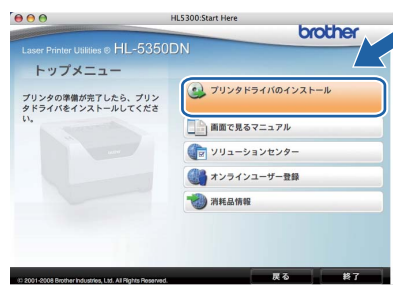 HL5300:Start Here
brother
Laser Printer Utilities ® HL-5350DN
トップメニュー
プリンタの準備が完了したら、プリン
タドライバをインストールしてくださ
い。
プリンタドライバのインストール
画面で見るマニュアル
ソリューションセンター
オンラインユーザー登録
消耗品情報
© 2001-2008 Brother Industries, Ltd. All Rights Reserved.
戻る
終了